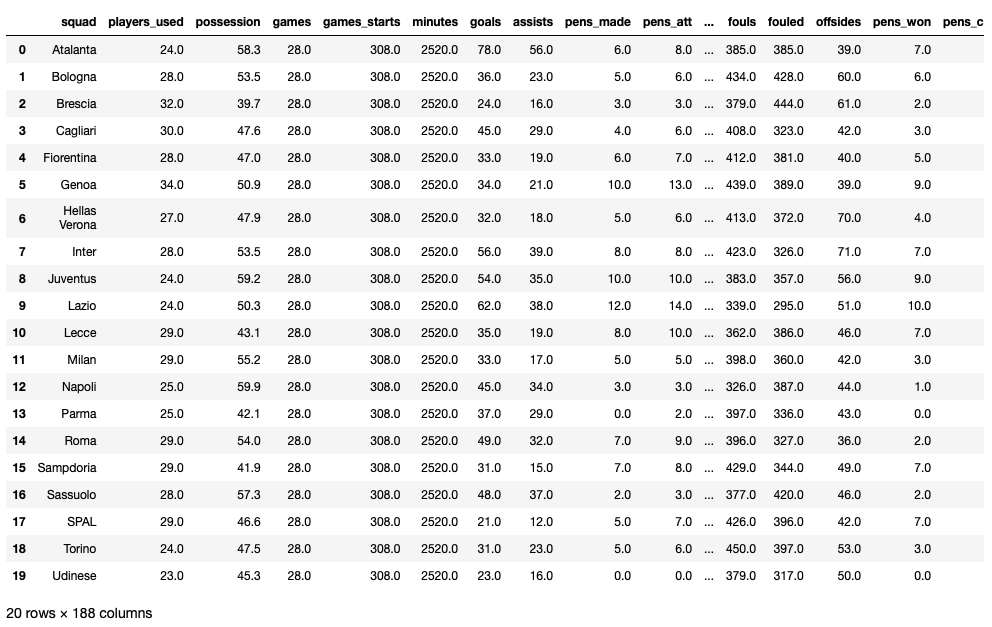 squad players_used possession games games_starts minutes goals assists pens_made pens_att ... fouls fouled offsides pens_won pens_c
0 Atalanta 24.0 58.3 28.0 308.0 2520.0 78.0 56.0 6.0 8.0 ... 385.0 385.0 39.0 7.0
1 Bologna 28.0 53.5 28.0 308.0 2520.0 36.0 23.0 5.0 6.0 ... 434.0 428.0 60.0 6.0
2 Brescia 32.0 39.7 28.0 308.0 2520.0 24.0 16.0 3.0 3.0 ... 379.0 444.0 61.0 2.0
3 Cagliari 30.0 47.6 28.0 308.0 2520.0 45.0 29.0 4.0 6.0 ... 408.0 323.0 42.0 3.0
4 Fiorentina 28.0 47.0 28.0 308.0 2520.0 33.0 19.0 6.0 7.0 ... 412.0 381.0 40.0 5.0
5 Genoa 34.0 50.9 28.0 308.0 2520.0 34.0 21.0 10.0 13.0 ... 439.0 389.0 39.0 9.0
6 Hellas
Verona 27.0 47.9 28.0 308.0 2520.0 32.0 18.0 5.0 6.0 ... 413.0 372.0 70.0 4.0
7 Inter 28.0 53.5 28.0 308.0 2520.0 56.0 39.0 8.0 8.0 ... 423.0 326.0 71.0 7.0
8 Juventus 24.0 59.2 28.0 308.0 2520.0 54.0 35.0 10.0 10.0 ... 383.0 357.0 56.0 9.0
9 Lazio 24.0 50.3 28.0 308.0 2520.0 62.0 38.0 12.0 14.0 ... 339.0 295.0 51.0 10.0
10 Lecce 29.0 43.1 28.0 308.0 2520.0 35.0 19.0 8.0 10.0 ... 362.0 386.0 46.0 7.0
11 Milan 29.0 55.2 28.0 308.0 2520.0 33.0 17.0 5.0 5.0 ... 398.0 360.0 42.0 3.0
12 Napoli 25.0 59.9 28.0 308.0 2520.0 45.0 34.0 3.0 3.0 ... 326.0 387.0 44.0 1.0
13 Parma 25.0 42.1 28.0 308.0 2520.0 37.0 29.0 0.0 2.0 ... 397.0 336.0 43.0 0.0
14 Roma 29.0 54.0 28.0 308.0 2520.0 49.0 32.0 7.0 9.0 ... 396.0 327.0 36.0 2.0
15 Sampdoria 29.0 41.9 28.0 308.0 2520.0 31.0 15.0 7.0 8.0 ... 429.0 344.0 49.0 7.0
16 Sassuolo 28.0 57.3 28.0 308.0 2520.0 48.0 37.0 2.0 3.0 ... 377.0 420.0 46.0 2.0
17 SPAL 29.0 46.6 28.0 308.0 2520.0 21.0 12.0 5.0 7.0 ... 426.0 396.0 42.0 7.0
18 Torino 24.0 47.5 28.0 308.0 2520.0 31.0 23.0 5.0 6.0 ... 450.0 397.0 53.0 3.0
19 Udinese 23.0 45.3 28.0 308.0 2520.0 23.0 16.0 0.0 0.0 ... 379.0 317.0 50.0 0.0
20 rows × 188 columns